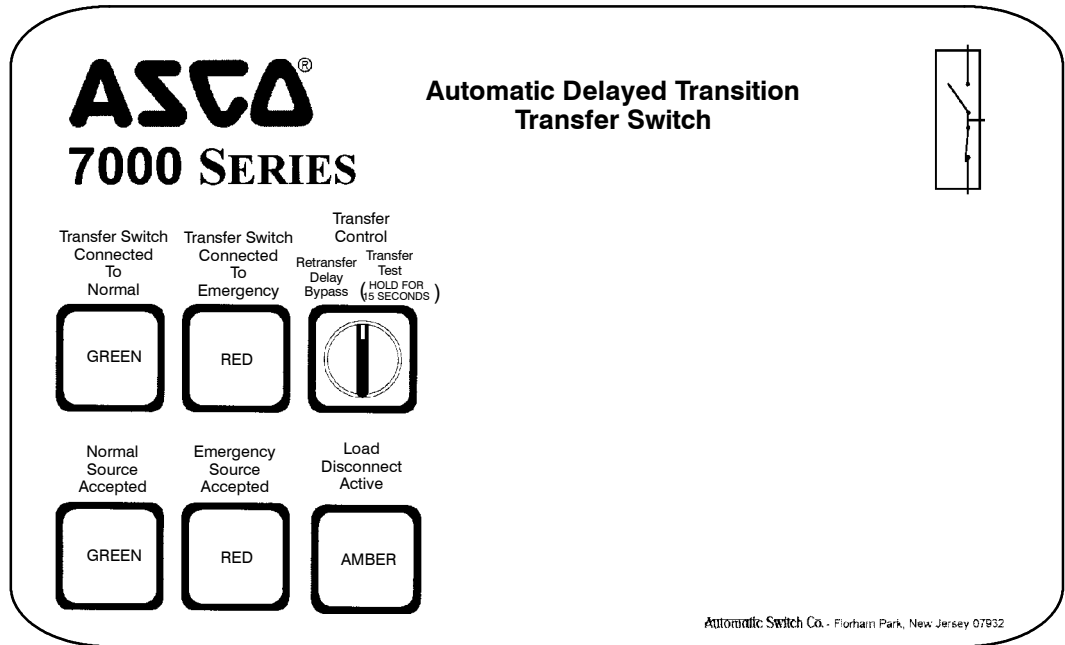 ASCO®
7000 SERIES
Automatic Delayed Transition
Transfer Switch
Transfer Switch
Connected
To
Normal
Transfer Switch
Connected
To
Emergency
Transfer
Control
Retransfer
Delay
Bypass
Transfer
Test
(HOLD FOR
15 SECONDS)
GREEN
RED
Normal
Source
Accepted
Emergency
Source
Accepted
Load
Disconnect
Active
GREEN
RED
AMBER
Automatic Switch Co. - Florham Park, New Jersey 07932